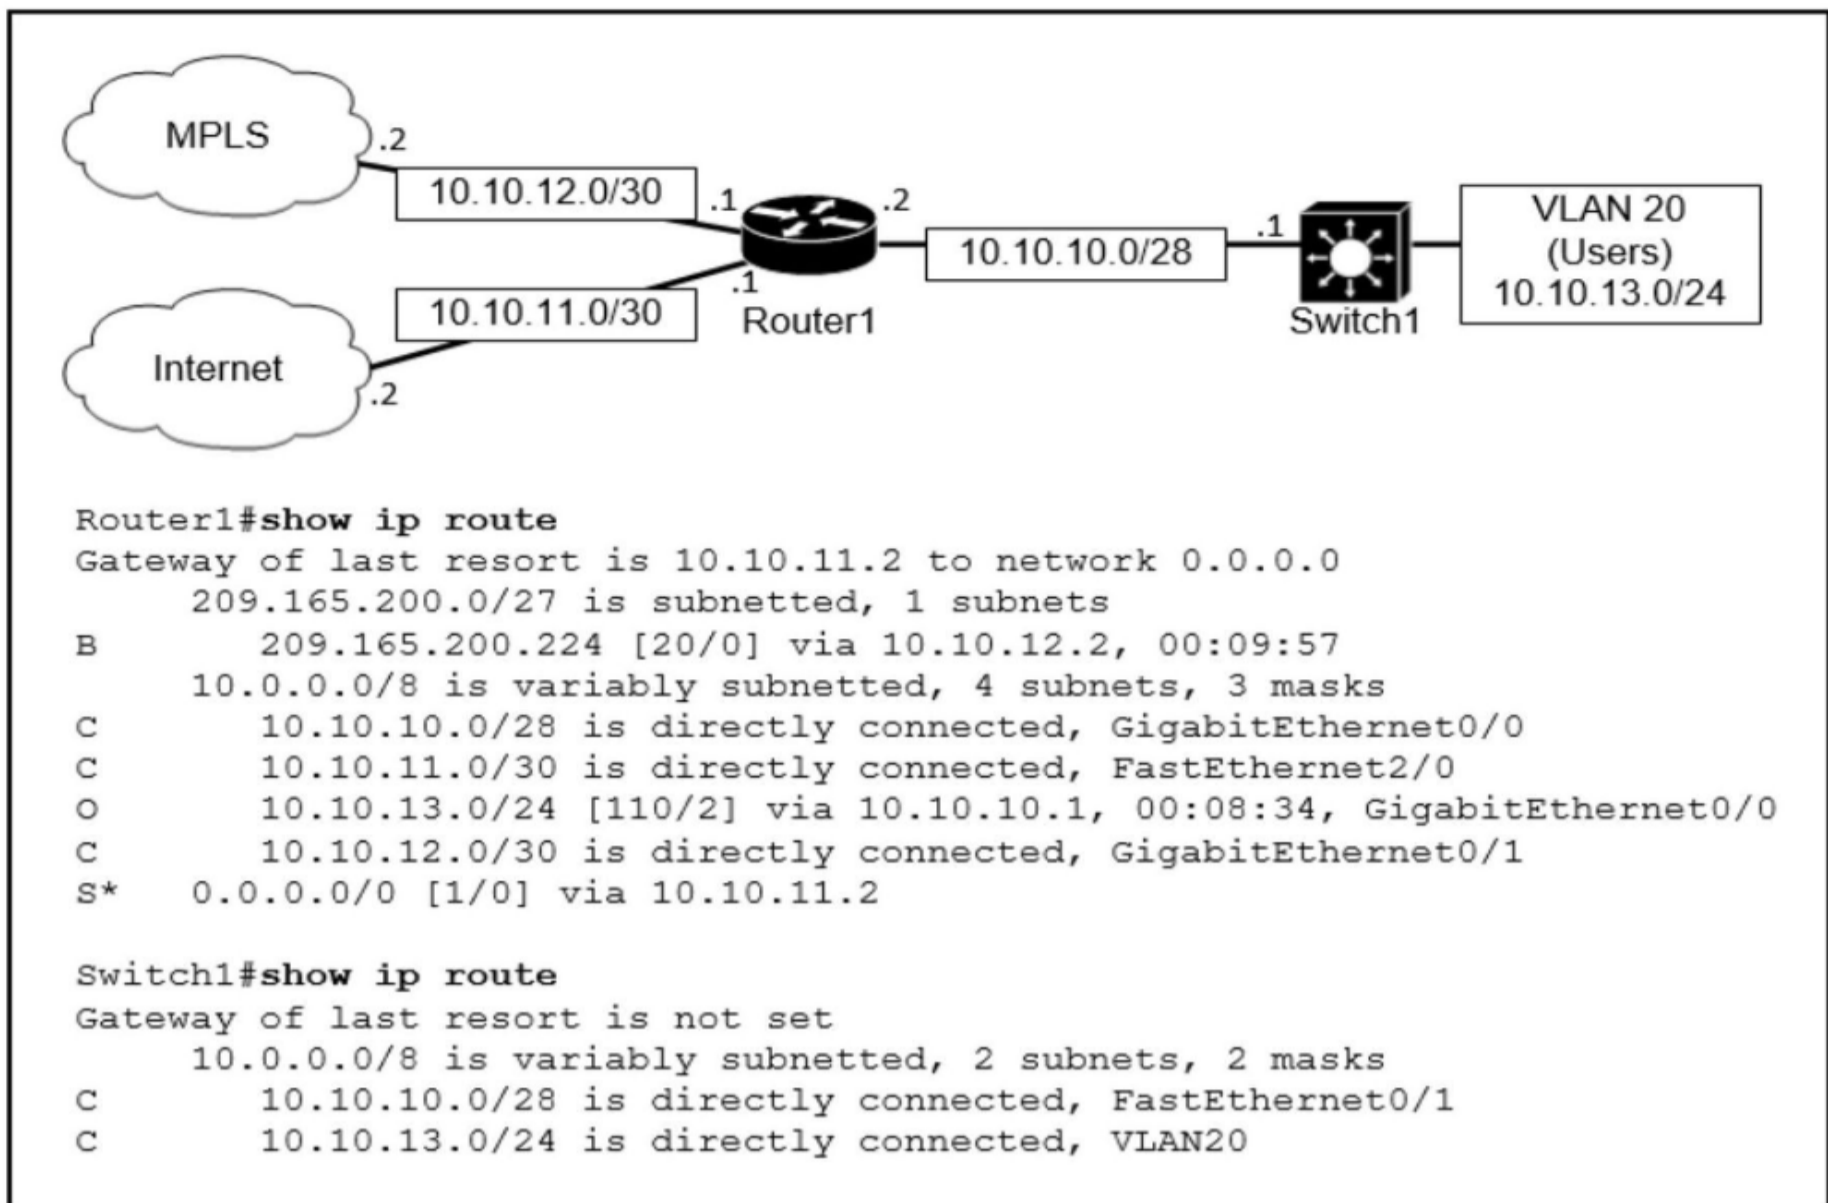 MPLS
.2
10.10.12.0/30
.1
.2
10.10.10.0/28
.1
VLAN 20
(Users)
10.10.13.0/24
.1
10.10.11.0/30
Router1
Switch1
Internet
.2
Router1#show ip route
Gateway of last resort is 10.10.11.2 to network 0.0.0.0
209.165.200.0/27 is subnetted, 1 subnets
B 209.165.200.224 [20/0] via 10.10.12.2, 00:09:57
10.0.0.0/8 is variably subnetted, 4 subnets, 3 masks
C 10.10.10.0/28 is directly connected, GigabitEthernet0/0
C 10.10.11.0/30 is directly connected, FastEthernet2/0
O 10.10.13.0/24 [110/2] via 10.10.10.1, 00:08:34, GigabitEthernet0/0
C 10.10.12.0/30 is directly connected, GigabitEthernet0/1
S* 0.0.0.0/0 [1/0] via 10.10.11.2
Switch1#show ip route
Gateway of last resort is not set
10.0.0.0/8 is variably subnetted, 2 subnets, 2 masks
C 10.10.10.0/28 is directly connected, FastEthernet0/1
C 10.10.13.0/24 is directly connected, VLAN20